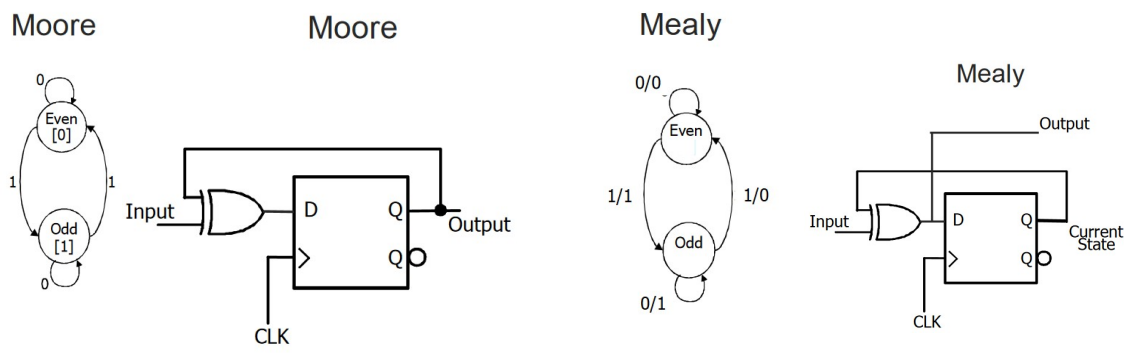 Moore
0
Even
[0]
1
1
Odd
[1]
0
Moore
Input
D
Q
Q
Output
CLK
Mealy
0/0
Even
1/1
1/0
Odd
0/1
Mealy
Output
Input
D
Q
Q
Current
State
CLK